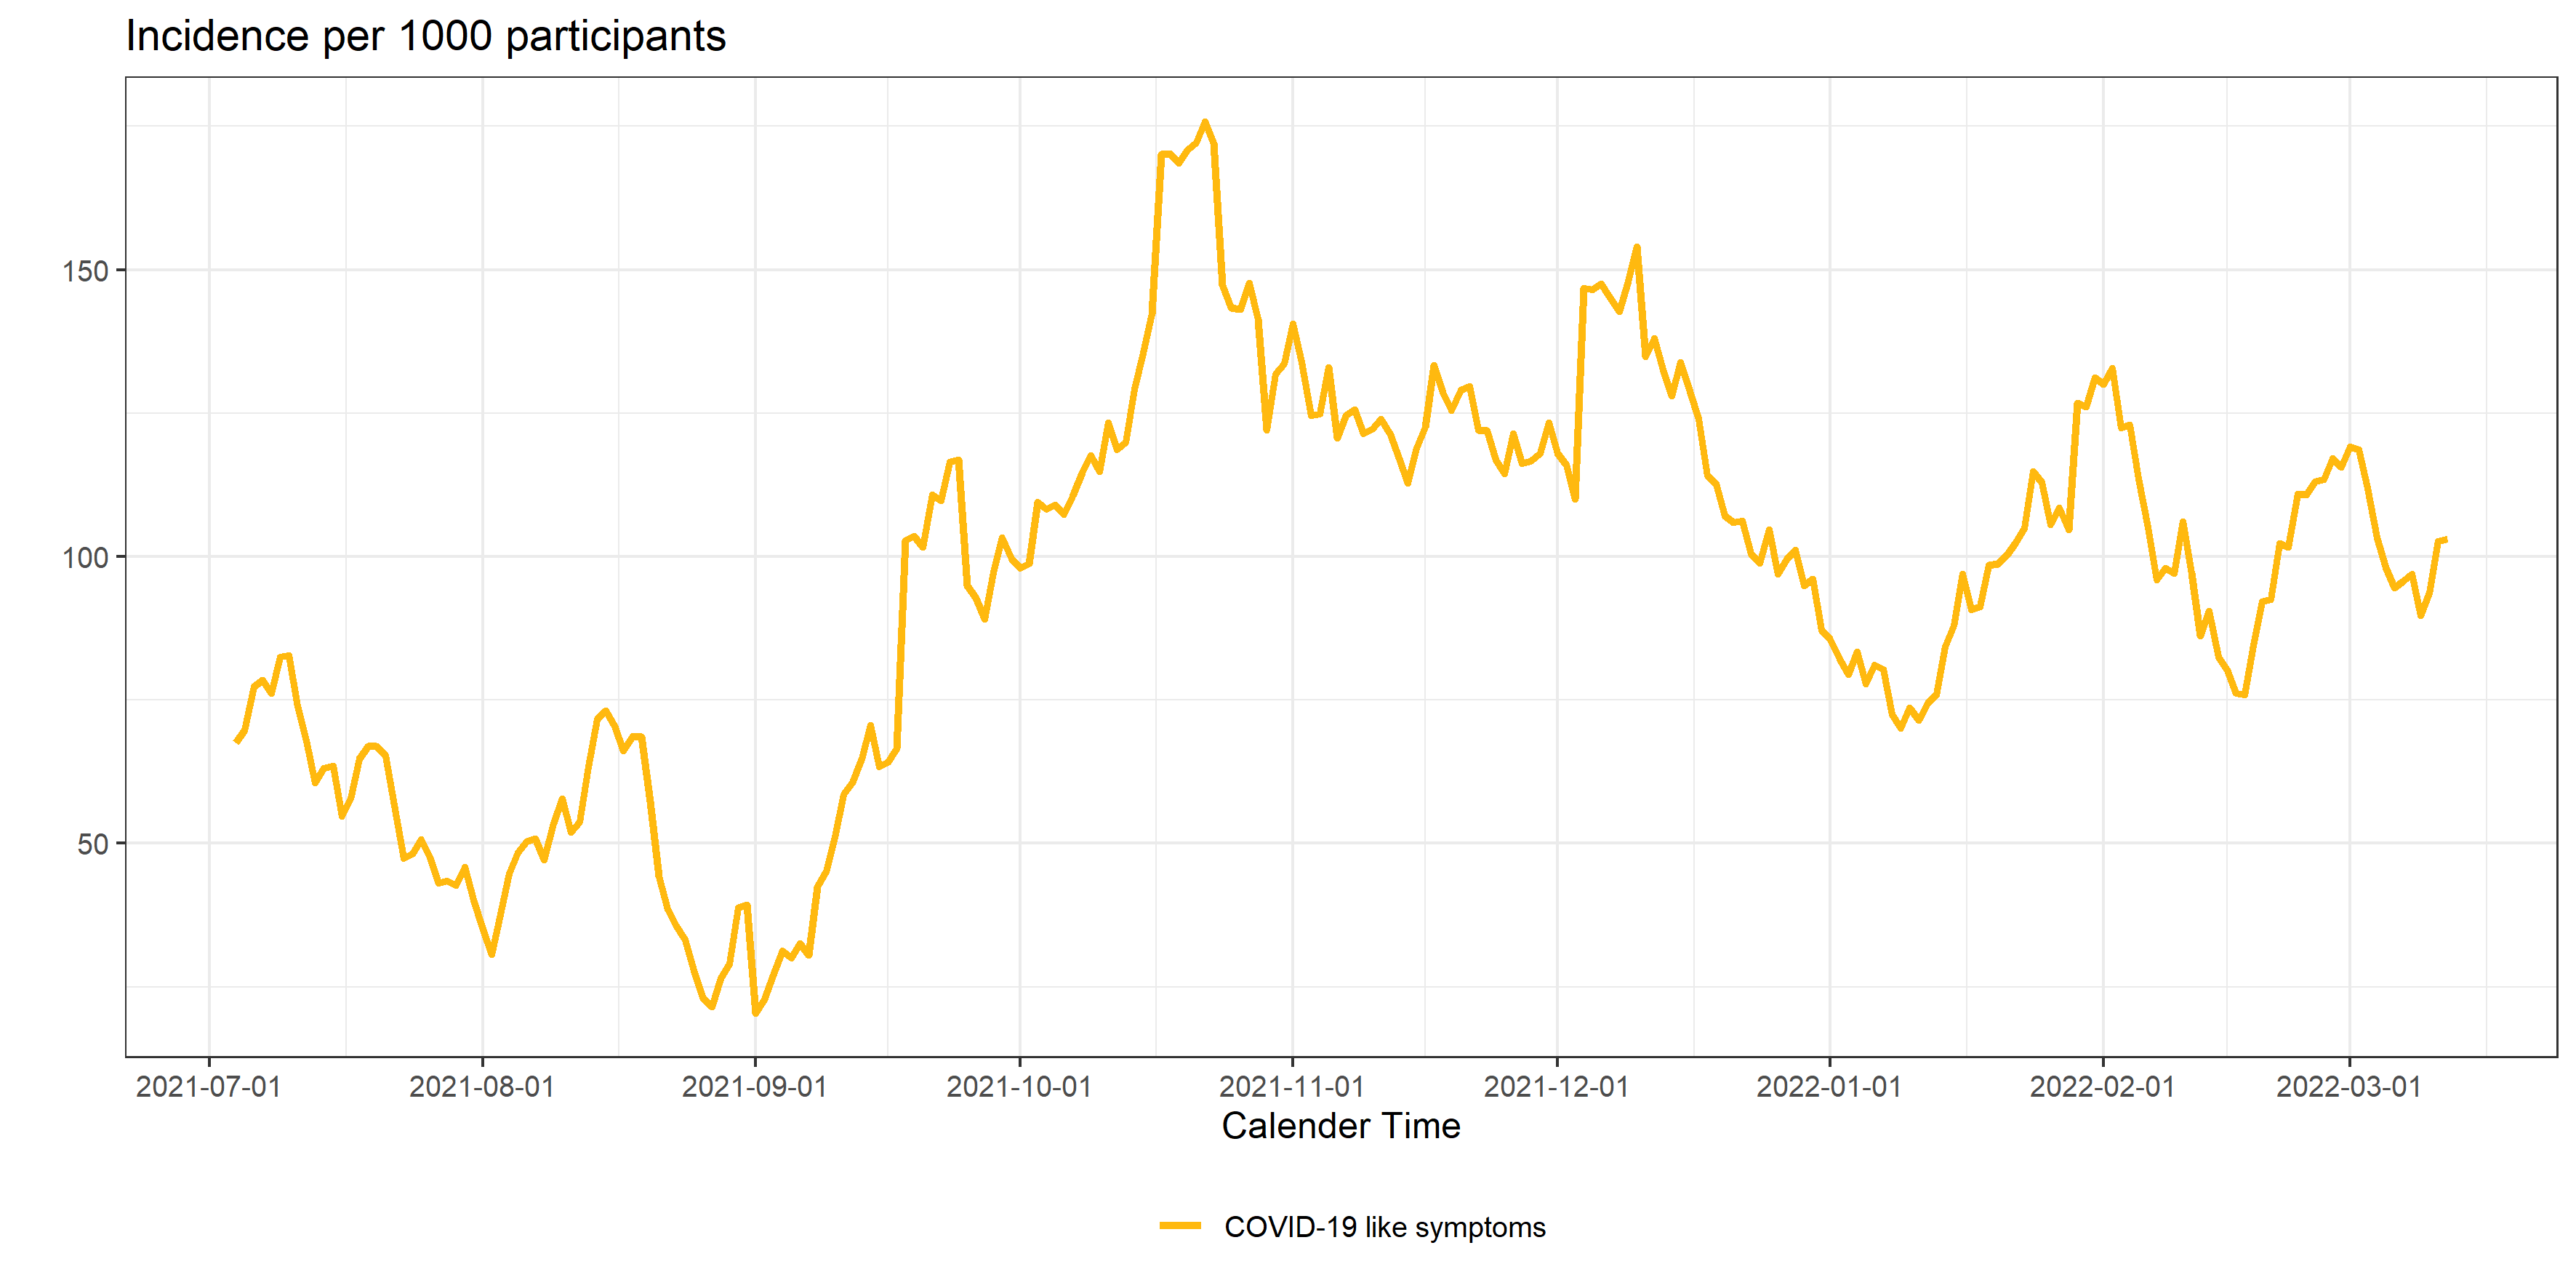 Incidence per 1000 participants
150
100
50
2021-07-01 2021-08-01 2021-09-01 2021-10-01 2021-11-01 2021-12-01 2022-01-01 2022-02-01 2022-03-01
Calender Time
COVID-19 like symptoms